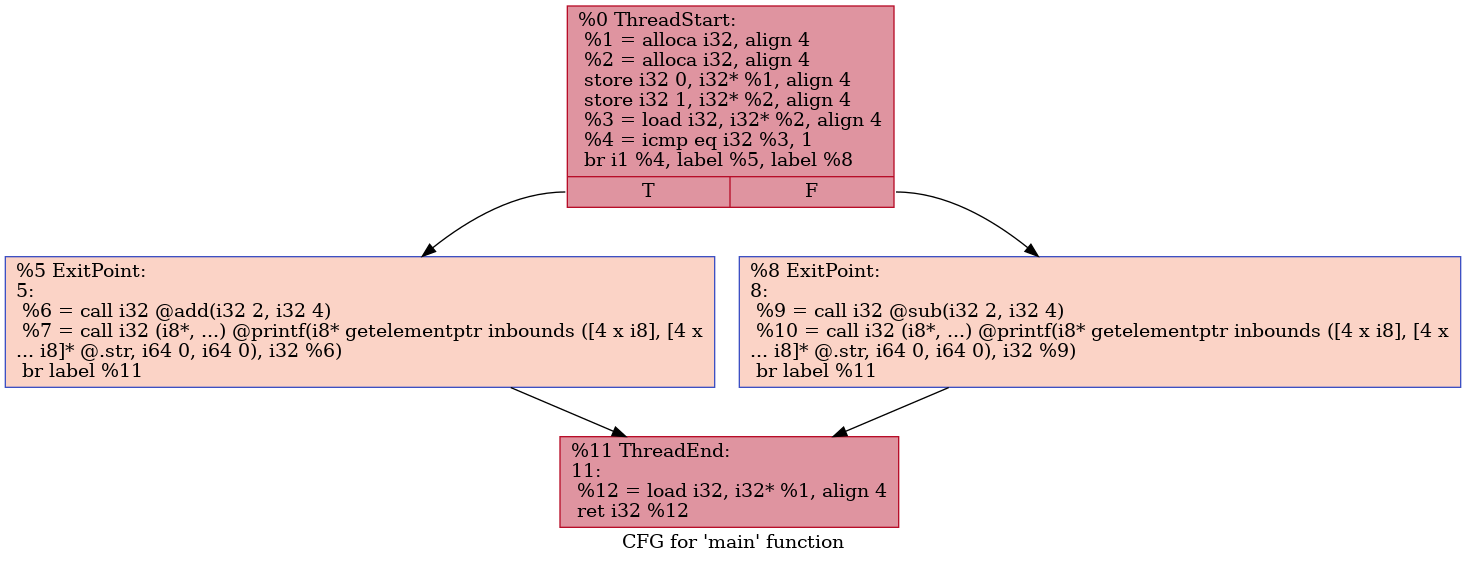 %0 ThreadStart:
%1 = alloca i32, align 4
%2 = alloca i32, align 4
store i32 0, i32* %1, align 4
store i32 1, i32* %2, align 4
%3 = load i32, i32* %2, align 4
%4 = icmp eq i32 %3, 1
br i1 %4, label %5, label %8
T
F
%5 ExitPoint:
5:
%6 = call i32 @add(i32 2, i32 4)
%7 = call i32 (i8*, ...) @printf(i8* getelementptr inbounds ([4 x i8], [4 x
... i8]* @.str, i64 0, i64 0), i32 %6)
br label %11
%8 ExitPoint:
8:
%9 = call i32 @sub(i32 2, i32 4)
%10 = call i32 (i8*, ...) @printf(i8* getelementptr inbounds ([4 x i8], [4 x
... i8]* @.str, i64 0, i64 0), i32 %9)
br label %11
%11 ThreadEnd:
11:
%12 = load i32, i32* %1, align 4
ret i32 %12
CFG for 'main' function